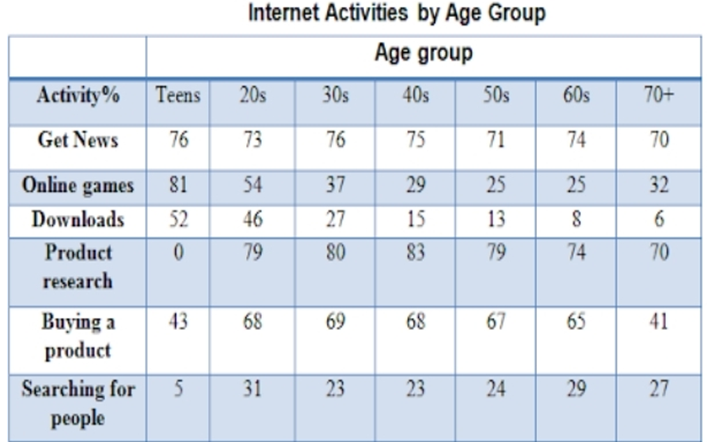 Internet Activities by Age Group
Age group
Activity% Teens 20s 30s 40s 50s 60s 70+
Get News 76 73 76 75 71 74 70
Online games 81 54 37 29 25 25 32
Downloads 52 46 27 15 13 8 6
Product 0 79 80 83 79 74 70
research
Buying a 43 68 69 68 67 65 41
product
Searching for 5 31 23 23 24 29 27
people